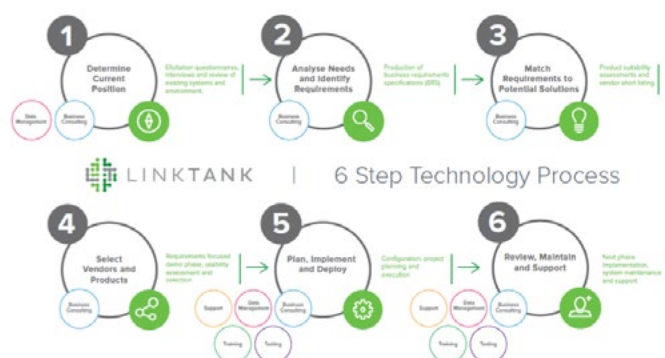 1
Determine
Current
Position
Elicitation questionnaires,
interviews and review of
existing systems and
environment.
Data
Management
Business
Consulting
2
Analyse Needs
and Identify
Requirements
Production of
business requirements
specifications (BRS)
Business
Consulting
3
Match
Requirements to
Potential Solutions
Product suitability
assessments and
vendor short listing
Business
Consulting
LINKTANK | 6 Step Technology Process
4
Select
Vendors and
Products
Requirements focused
demo phase, usability
assessment and
selection
Business
Consulting
5
Plan, Implement
and Deploy
Configuration, project
planning and
execution
Support
Data
Management
Business
Consulting
Training
Testing
6
Review, Maintain
and Support
Next phase
implementation,
system maintenance
and support
Support
Data
Management
Business
Consulting
Training
Testing